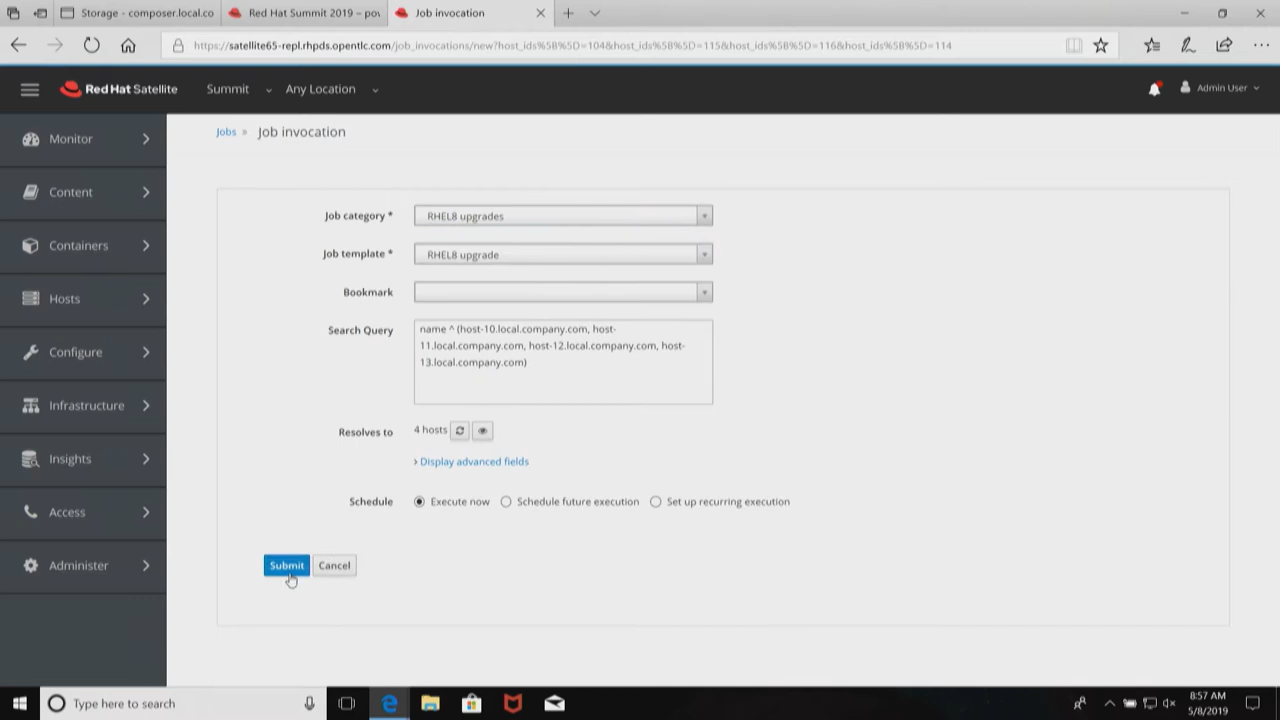 Storage - composer.local.co
Red Hat Summit 2019 – pov
Job invocation
https://satellite65-repl.rhpds.opentlc.com/job_invocations/new?host_ids%5B%5D=104&host_ids%5B%5D=115&host_ids%5B%5D=116&host_ids%5B%5D=114
Red Hat Satellite
Summit
Any Location
Admin User
Monitor
Content
Containers
Hosts
Configure
Infrastructure
Insights
Access
Administer
Jobs » Job invocation
Job category * RHEL8 upgrades
Job template * RHEL8 upgrade
Bookmark
Search Query
name ^ (host-10.local.company.com, host-
11.local.company.com, host-12.local.company.com, host-
13.local.company.com)
Resolves to 4 hosts
› Display advanced fields
Schedule Execute now Schedule future execution Set up recurring execution
Submit Cancel
Type here to search
8:57 AM
5/8/2019